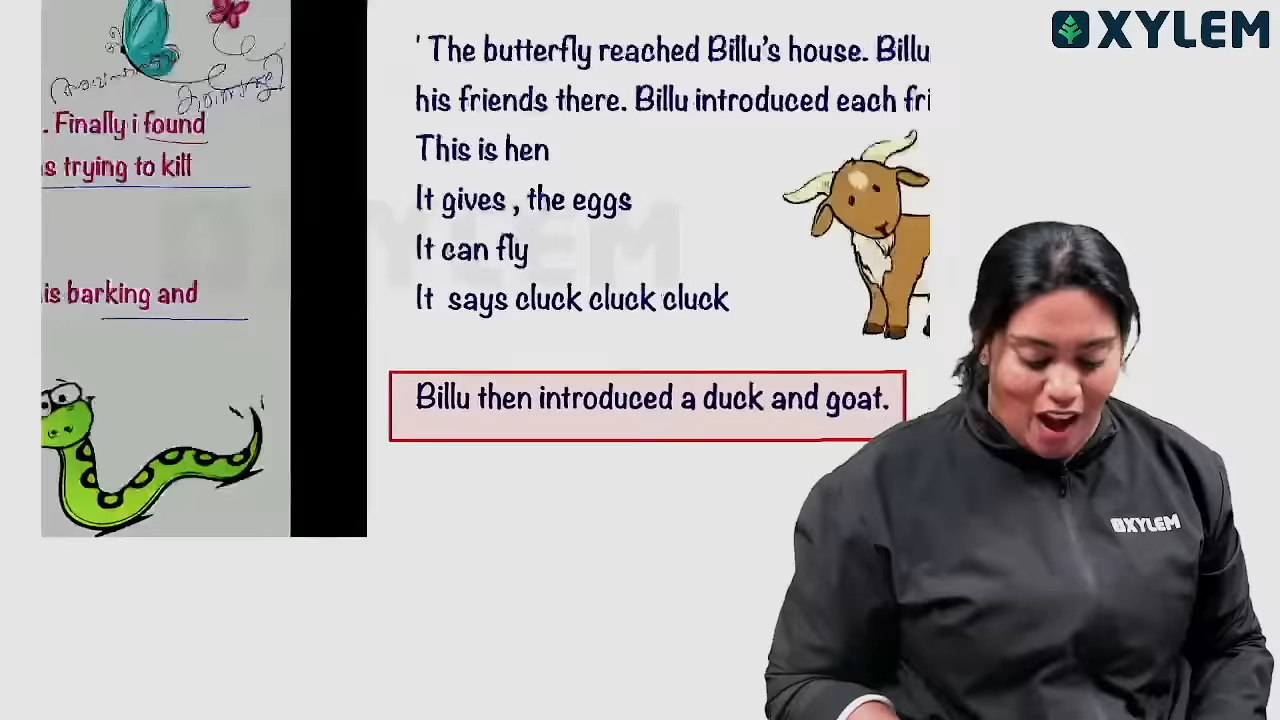 . Finally i found
s trying to kill
is barking and
' The butterfly reached Billu's house. Billu
his friends there. Billu introduced each fri
This is hen
It gives , the eggs
It can fly
It says cluck cluck cluck
Billu then introduced a duck and goat.
XYLEM
XYLEM
XYLEM